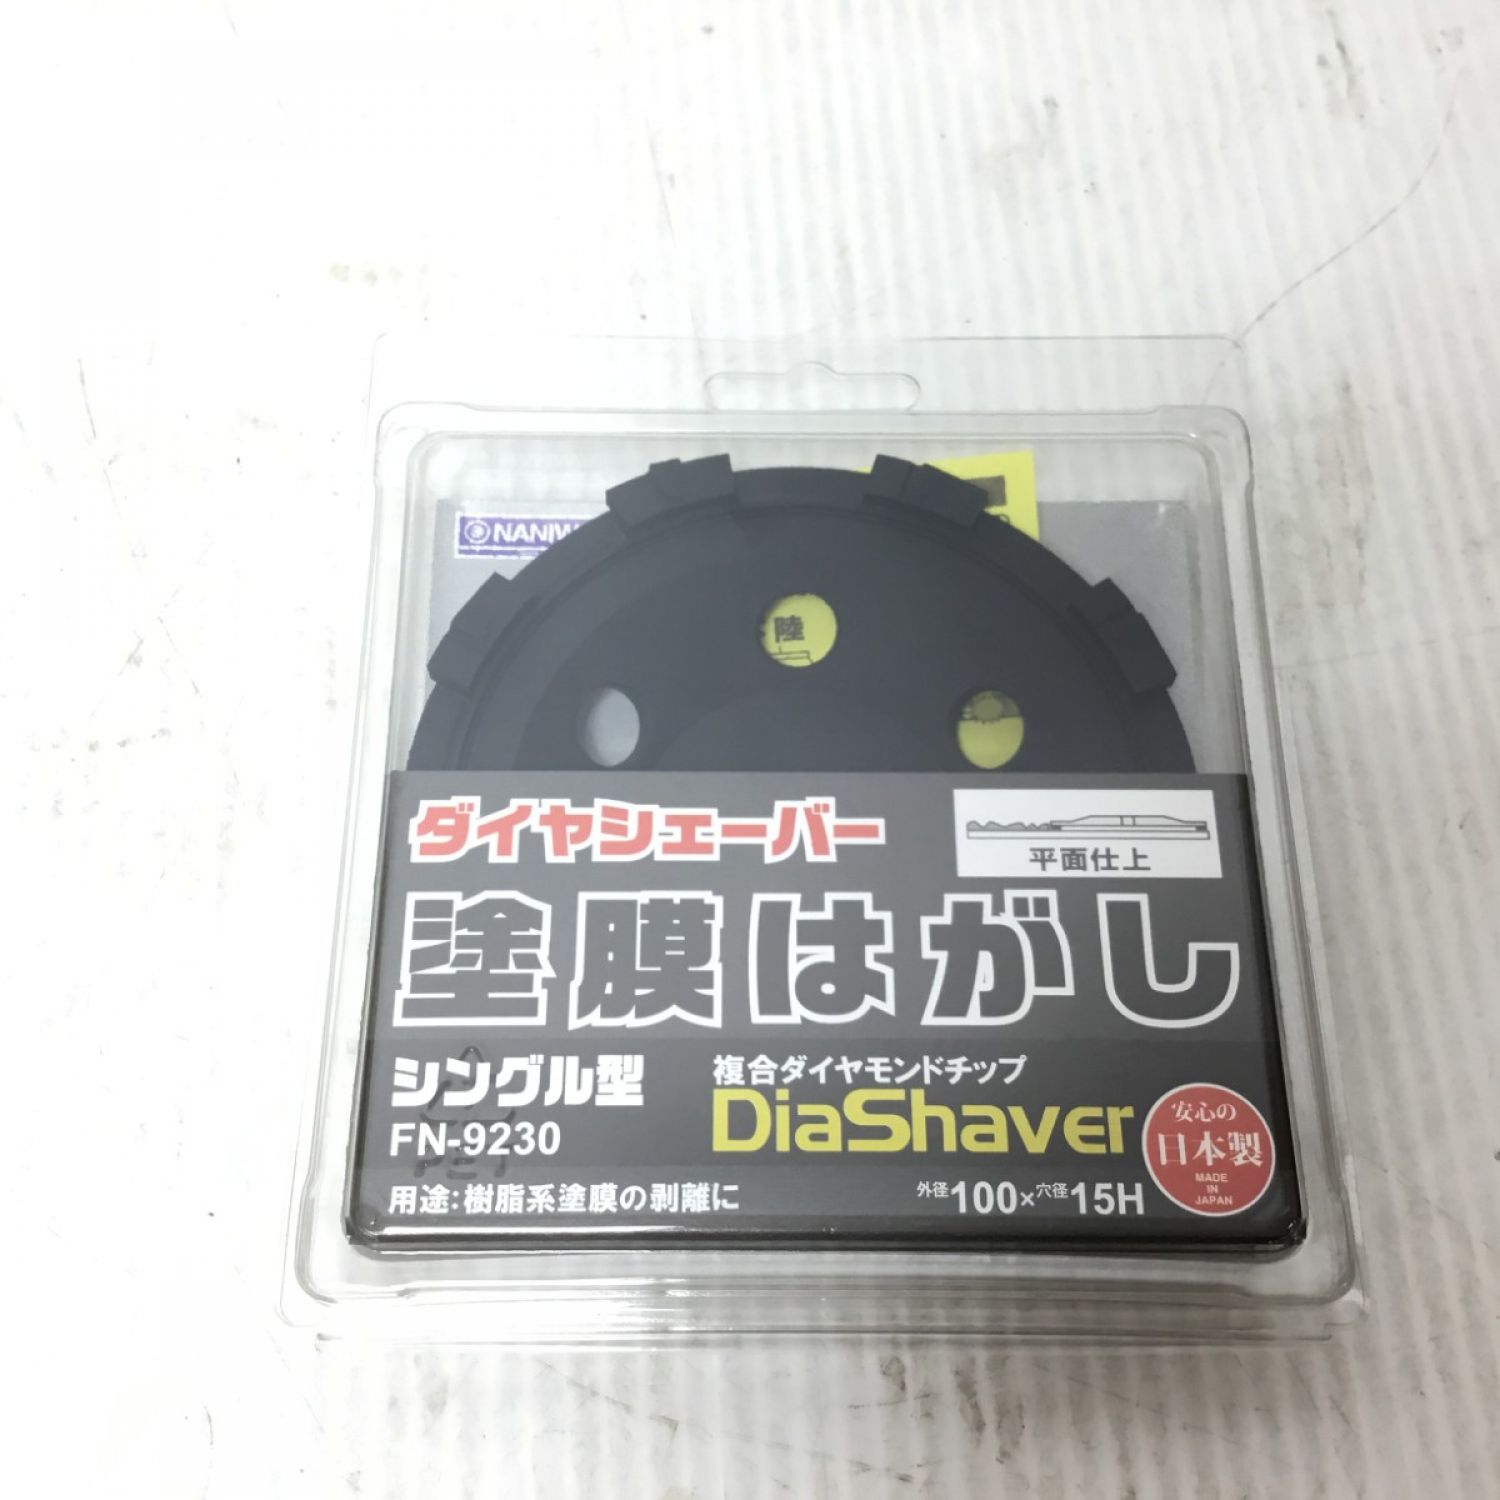 陸
ダイヤシェーバー
平面仕上
塗膜はがし
シングル型
FN-9230
複合ダイヤモンドチップ
DiaShaver
安心の
日本製
MADE
IN
JAPAN
用途:樹脂系塗膜の剥離に
外径100×穴径15H
PET